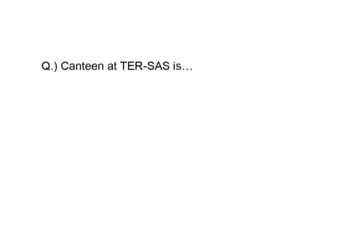 Q.) Canteen at TER-SAS is…